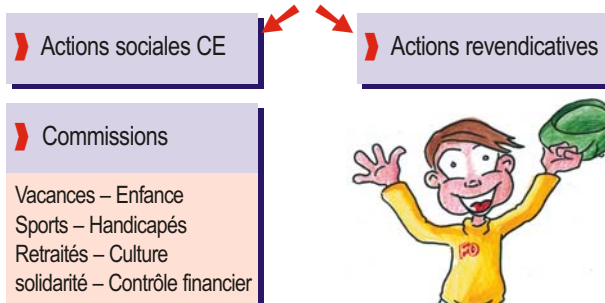 Actions sociales CE
Actions revendicatives
Commissions
Vacances – Enfance
Sports – Handicapés
Retraités – Culture
solidarité – Contrôle financier
FO